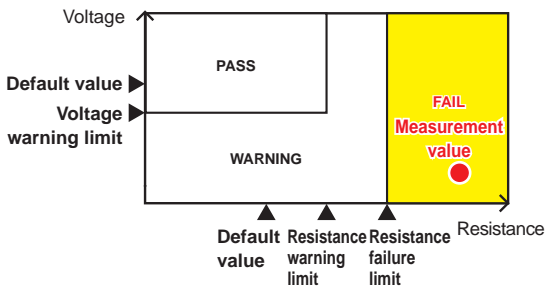 Voltage
PASS
Default value
FAIL
Voltage
warning limit
Measurement
value
WARNING
Resistance
Default
value
Resistance
warning
limit
Resistance
failure
limit